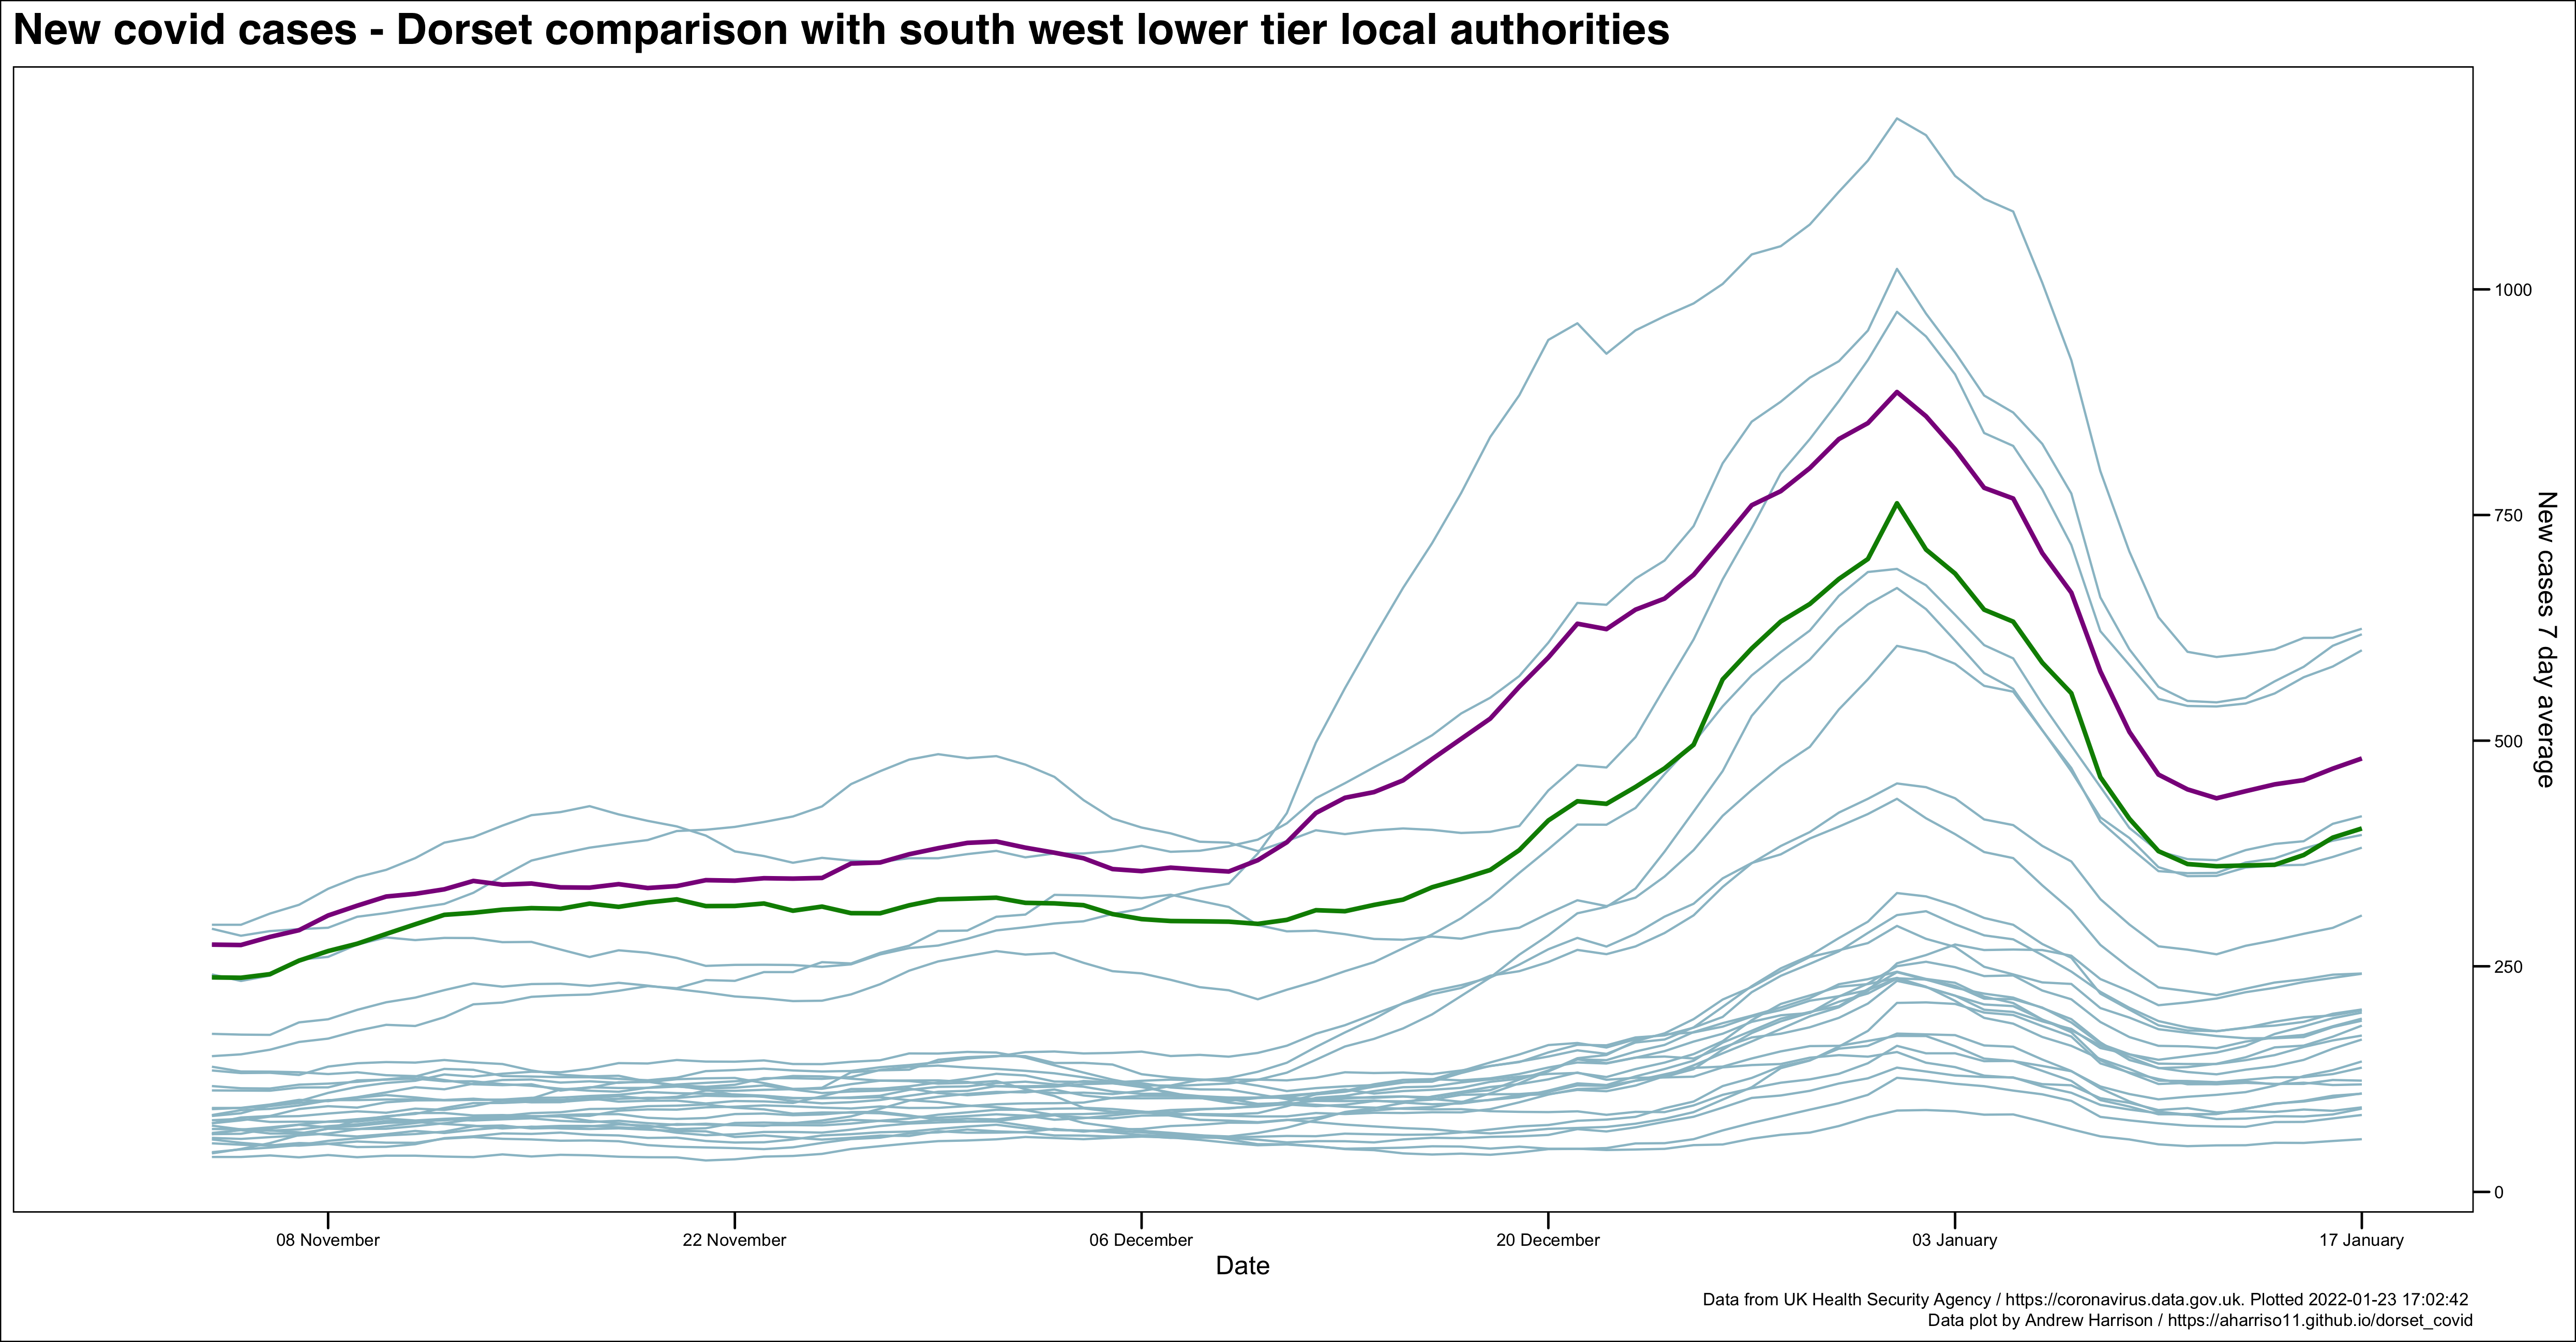 New covid cases - Dorset comparison with south west lower tier local authorities
1000
750
500
250
0
New cases 7 day average
08 November
22 November
06 December
20 December
03 January
17 January
Date
Data from UK Health Security Agency / https://coronavirus.data.gov.uk. Plotted 2022-01-23 17:02:42
Data plot by Andrew Harrison / https://aharriso11.github.io/dorset_covid